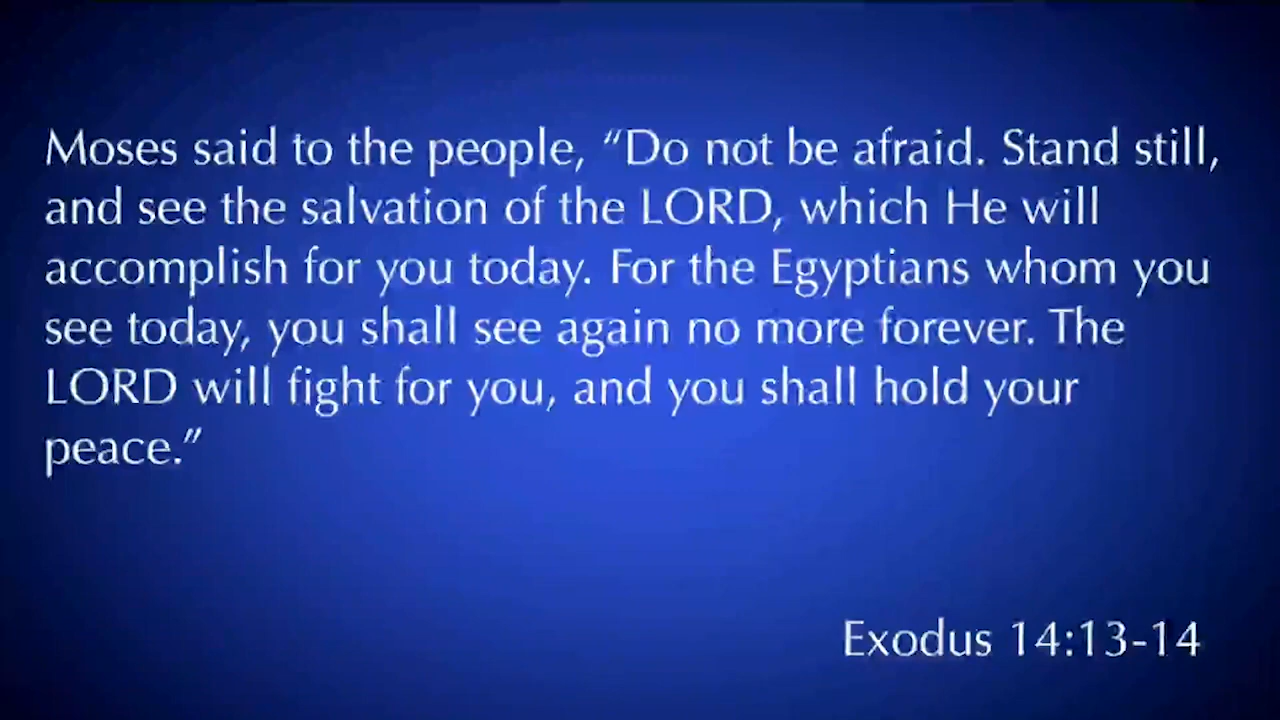 Moses said to the people, “Do not be afraid. Stand still,
and see the salvation of the LORD, which He will
accomplish for you today. For the Egyptians whom you
see today, you shall see again no more forever. The
LORD will fight for you, and you shall hold your
peace.”
Exodus 14:13-14